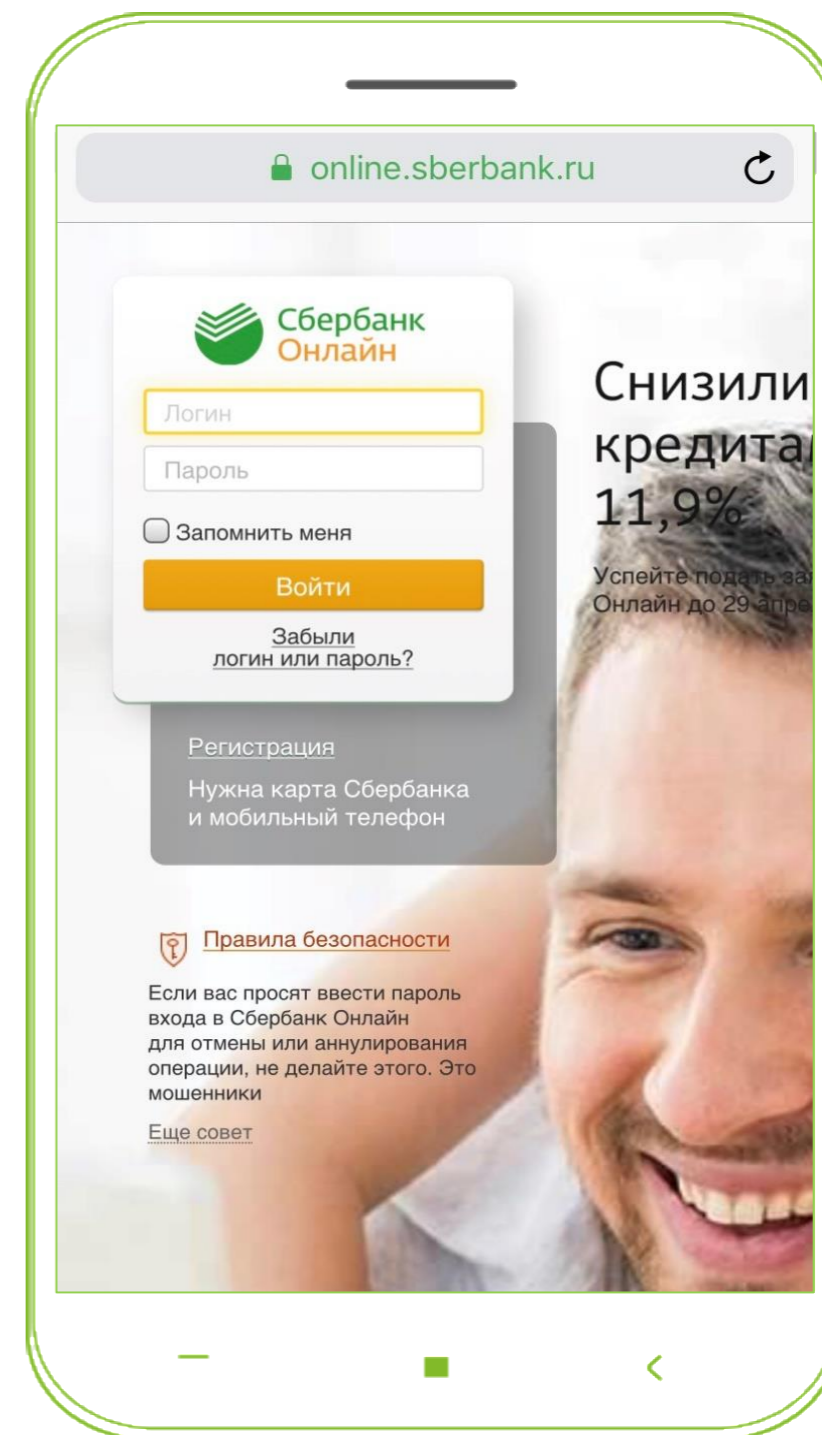 online.sberbank.ru
Сбербанк
Онлайн
Логин
Пароль
Запомнить меня
Войти
Забыли
логин или пароль?
Регистрация
Нужна карта Сбербанка
и мобильный телефон
Правила безопасности
Если вас просят ввести пароль
входа в Сбербанк Онлайн
для отмены или аннулирования
операции, не делайте этого. Это
мошенники
Еще совет
Снизили
11,9%
Успейте подать
Онлайн до 29